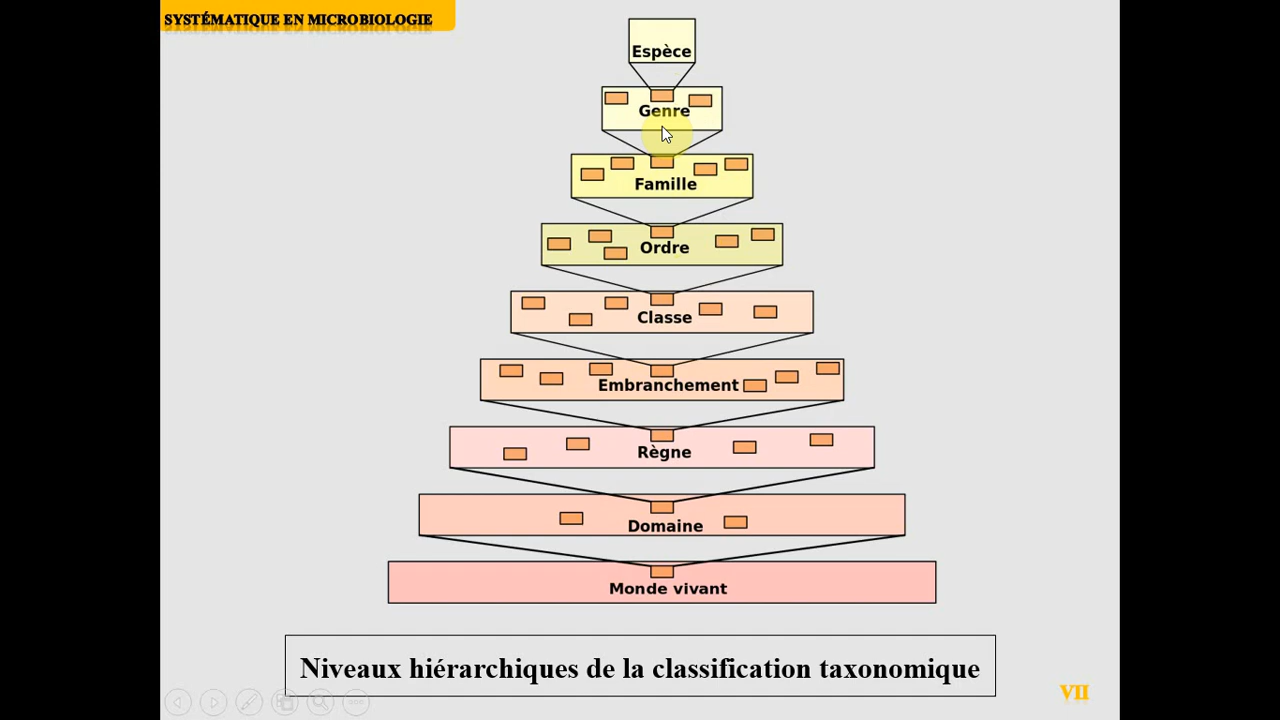 SYSTÉMATIQUE EN MICROBIOLOGIE
Espèce
Genre
Famille
Ordre
Classe
Embranchement
Règne
Domaine
Monde vivant
Niveaux hiérarchiques de la classification taxonomique
VII